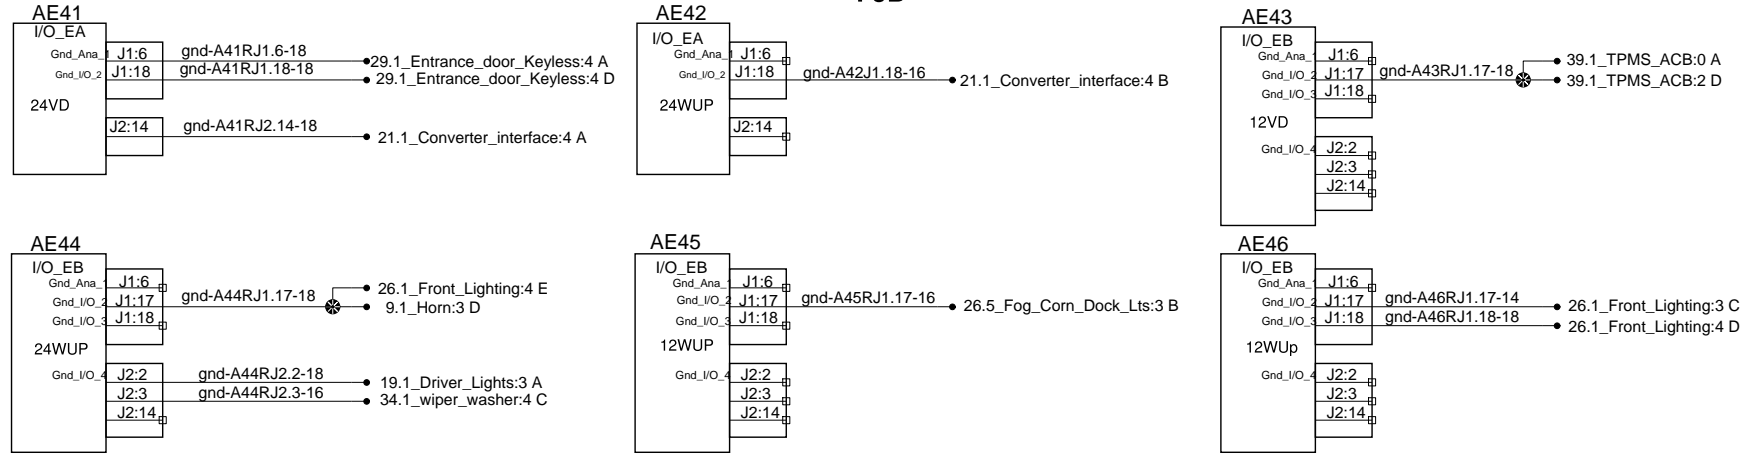 AE41
I/O_EA
Gnd_Ana_1 J1:6 gnd-A41RJ1.6-18 29.1_Entrance_door_Keyless:4 A
Gnd_I/O_2 J1:18 gnd-A41RJ1.18-18 29.1_Entrance_door_Keyless:4 D
24VD
J2:14 gnd-A41RJ2.14-18 21.1_Converter_interface:4 A
AE42
I/O_EA
Gnd_Ana_1 J1:6
Gnd_I/O_2 J1:18 gnd-A42J1.18-16 21.1_Converter_interface:4 B
24WUP
J2:14
AE43
I/O_EB
Gnd_Ana_1 J1:6 39.1_TPMS_ACB:0 A
Gnd_I/O_2 J1:17 gnd-A43RJ1.17-18 39.1_TPMS_ACB:2 D
Gnd_I/O_3 J1:18
12VD
Gnd_I/O_4 J2:2
J2:3
J2:14
AE44
I/O_EB
Gnd_Ana_1 J1:6 26.1_Front_Lighting:4 E
Gnd_I/O_2 J1:17 gnd-A44RJ1.17-18 9.1_Horn:3 D
Gnd_I/O_3 J1:18
24WUP
Gnd_I/O_4 J2:2 gnd-A44RJ2.2-18 19.1_Driver_Lights:3 A
J2:3 gnd-A44RJ2.3-16 34.1_wiper_washer:4 C
J2:14
AE45
I/O_EB
Gnd_Ana_1 J1:6
Gnd_I/O_2 J1:17 gnd-A45RJ1.17-16 26.5_Fog_Corn_Dock_Lts:3 B
Gnd_I/O_3 J1:18
12WUP
Gnd_I/O_4 J2:2
J2:3
J2:14
AE46
I/O_EB
Gnd_Ana_1 J1:6
Gnd_I/O_2 J1:17 gnd-A46RJ1.17-14 26.1_Front_Lighting:3 C
Gnd_I/O_3 J1:18 gnd-A46RJ1.18-18 26.1_Front_Lighting:4 D
12WUp
Gnd_I/O_4 J2:2
J2:3
J2:14